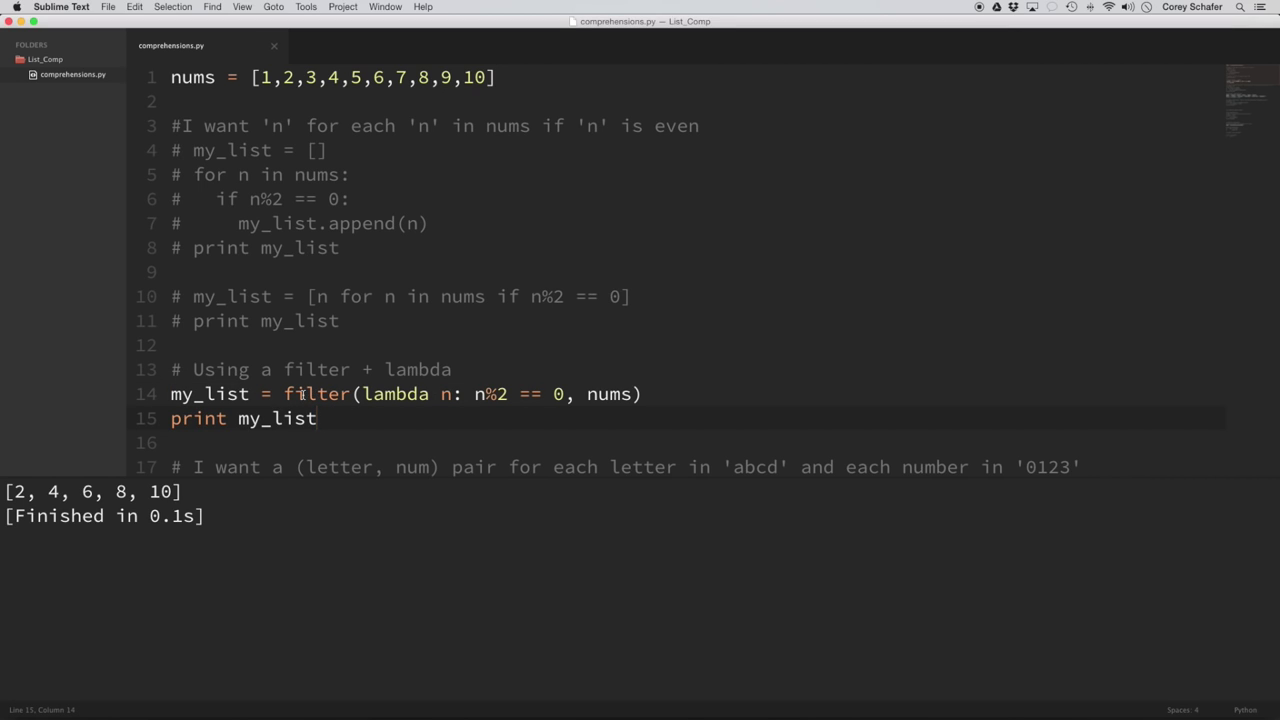 Sublime Text File Edit Selection Find View Goto Tools Project Window Help Corey Schafer
comprehensions.py — List_Comp
FOLDERS
List_Comp
comprehensions.py
comprehensions.py
1 nums = [1,2,3,4,5,6,7,8,9,10]
2
3 #I want 'n' for each 'n' in nums if 'n' is even
4 # my_list = []
5 # for n in nums:
6 #   if n%2 == 0:
7 #     my_list.append(n)
8 # print my_list
9
10 # my_list = [n for n in nums if n%2 == 0]
11 # print my_list
12
13 # Using a filter + lambda
14 my_list = filter(lambda n: n%2 == 0, nums)
15 print my_list
16
17 # I want a (letter, num) pair for each letter in 'abcd' and each number in '0123'
[2, 4, 6, 8, 10]
[Finished in 0.1s]
Line 15, Column 14 Spaces: 4 Python